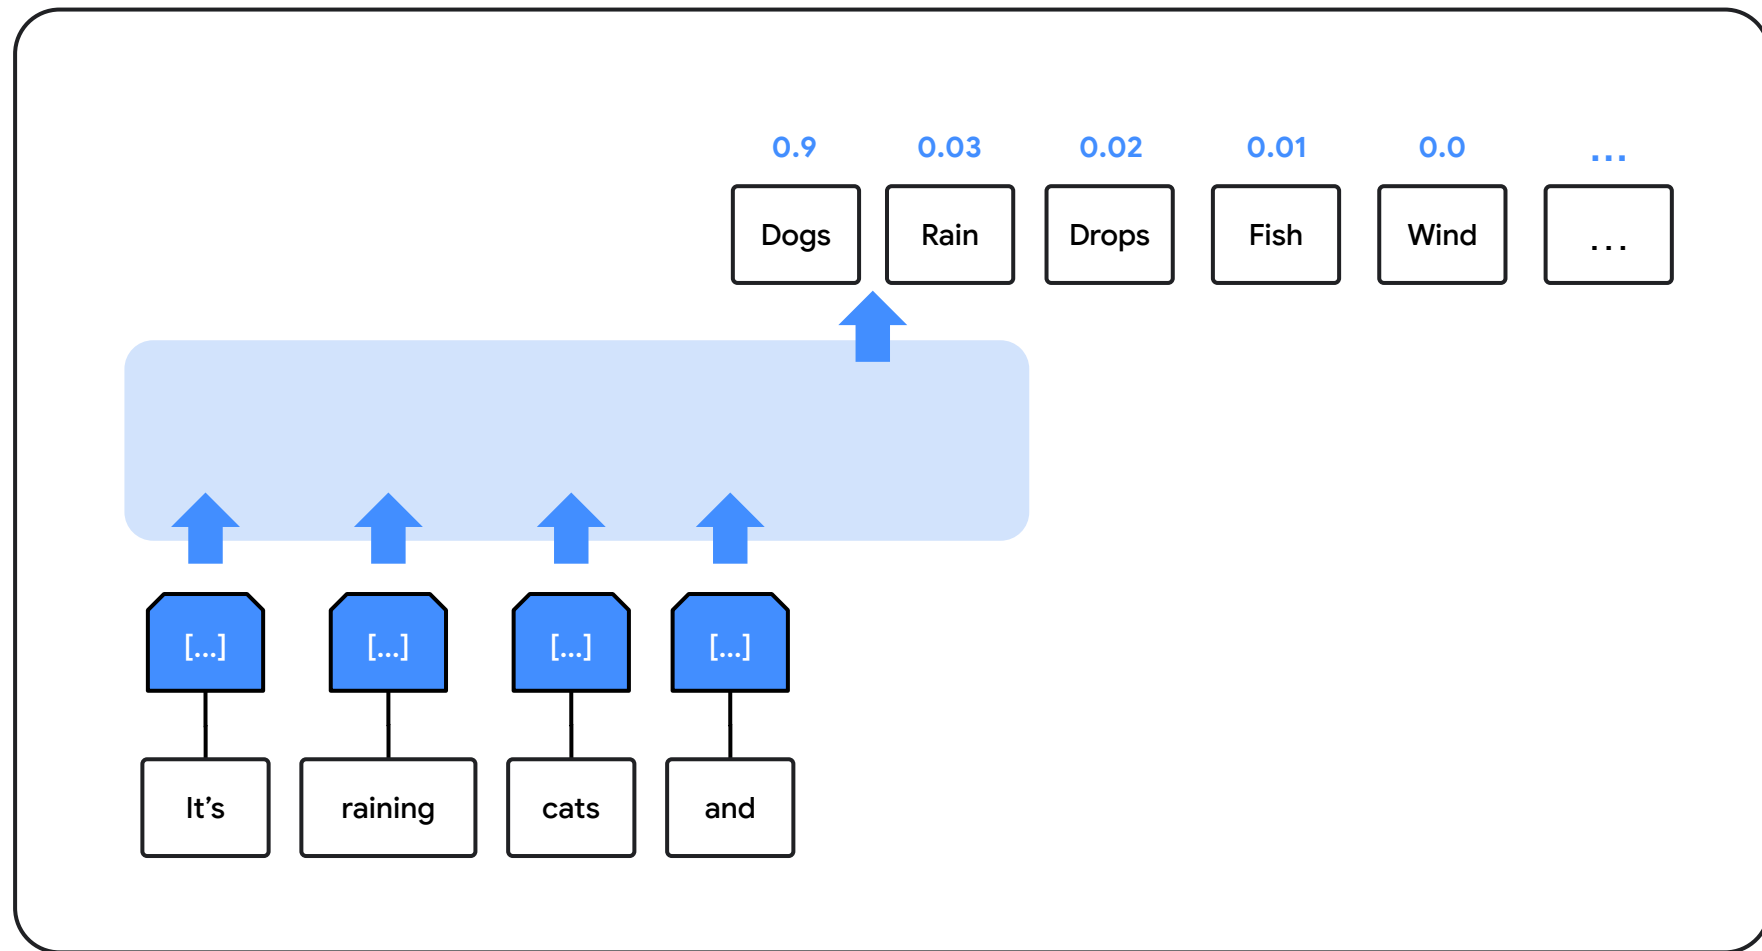 0.9 0.03 0.02 0.01 0.0 ...
Dogs Rain Drops Fish Wind ...
[...] [...] [...] [...]
It’s raining cats and